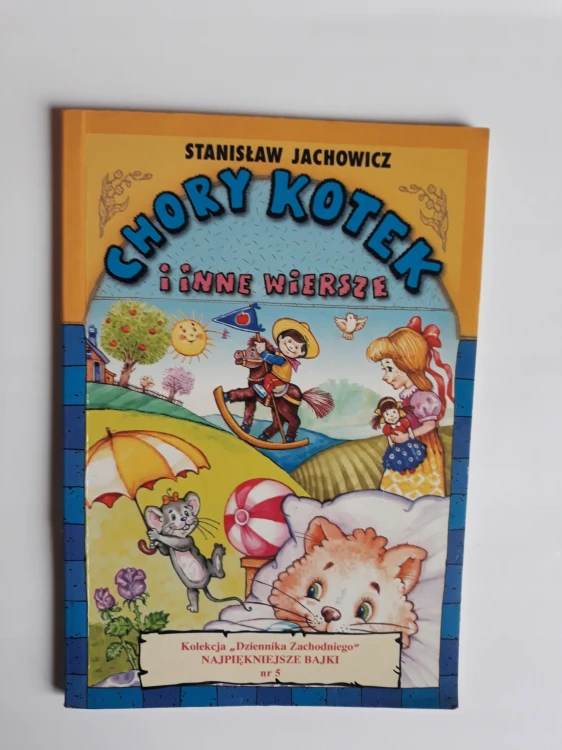 STANISŁAW JACHOWICZ
CHORY KOTEK
i iNNE WiERSZE
Kolekcja „Dziennika Zachodniego"
NAJPIĘKNIEJSZE BAJKI
nr 5